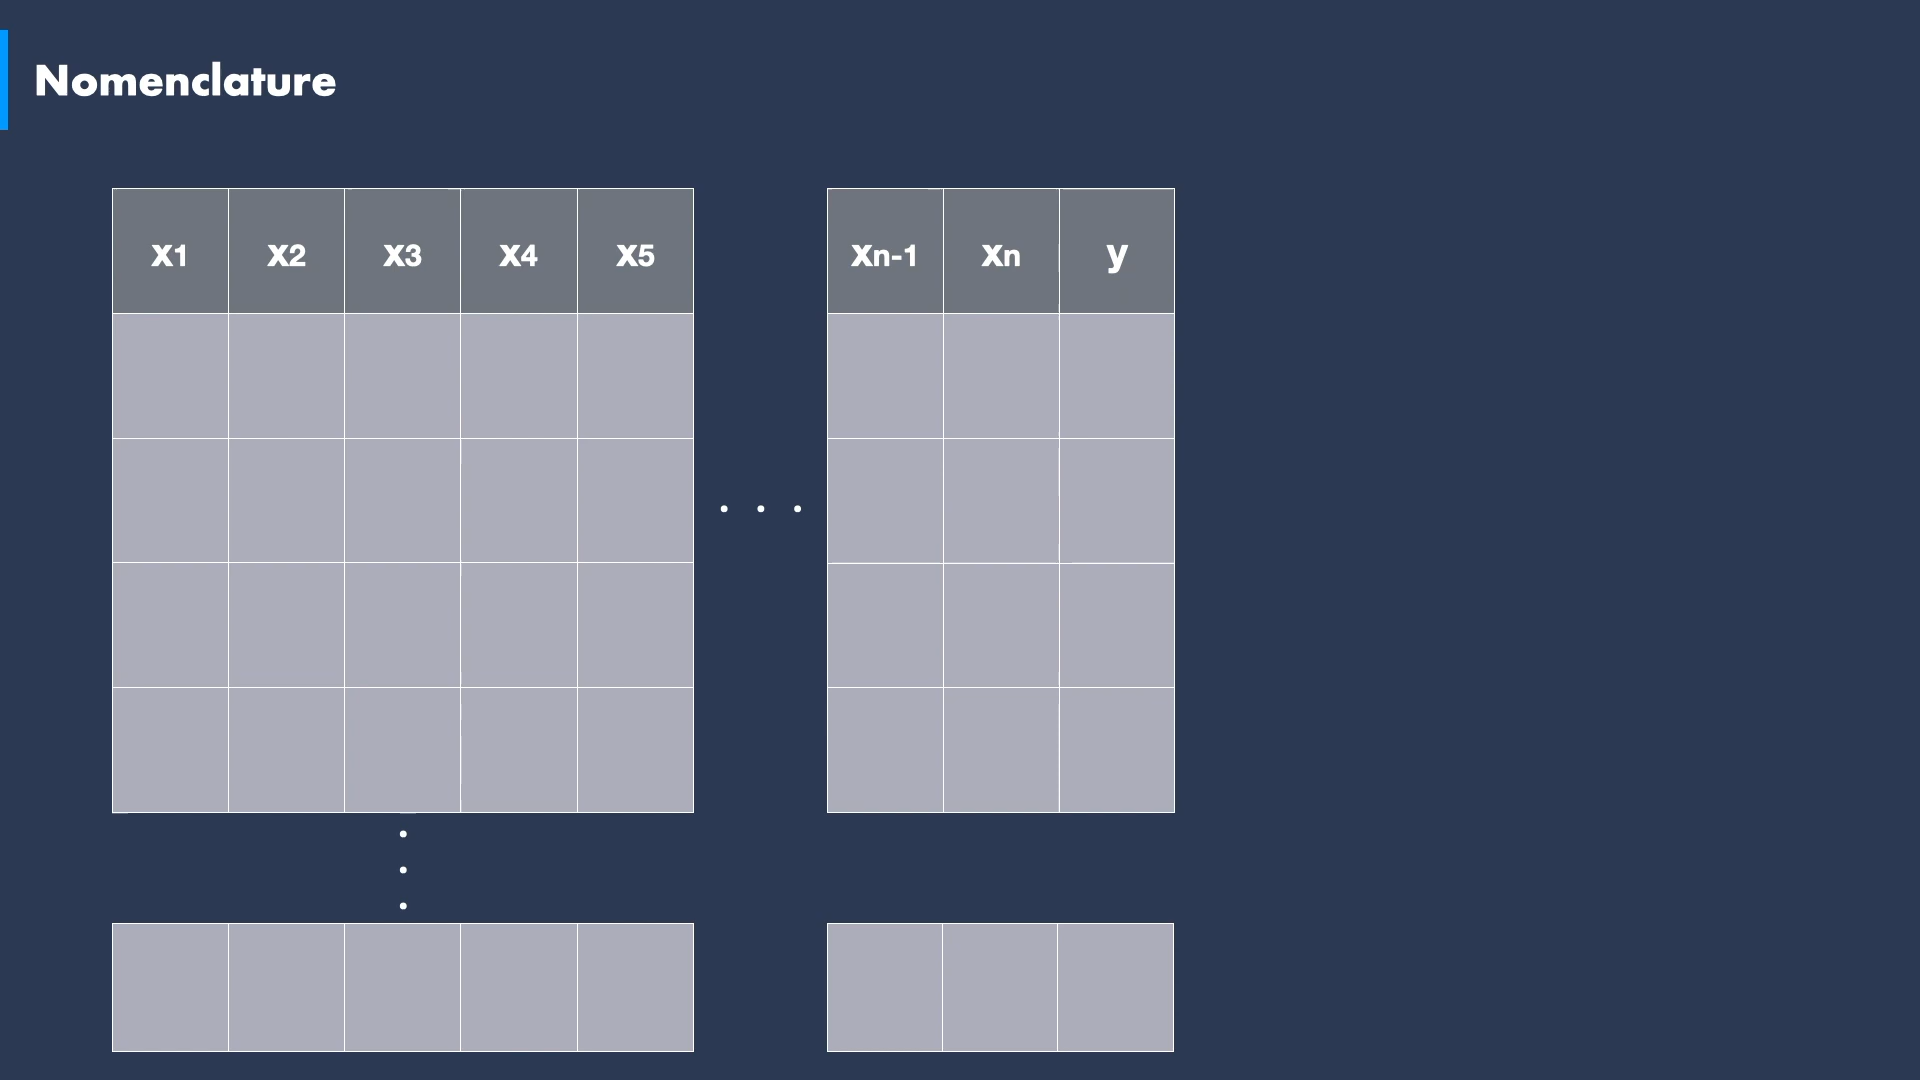 Nomenclature
X1 X2 X3 X4 X5 Xn-1 Xn y
. . .